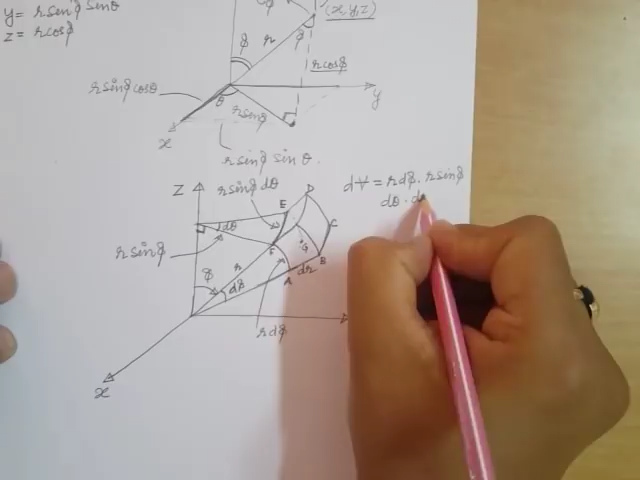 y = r sinϕ sinθ
z = r cosϕ
(x, y, z)
ϕ
r
ϕ
r cosϕ
r sinϕ cosθ
θ
r sinϕ
y
x
r sinϕ sinθ.
z
r sinϕ dθ
D
dV = r dϕ. r sinϕ
dθ. d
E
dθ
C
r sinϕ
F
B
r
A
dr
ϕ
dϕ
r dϕ
x